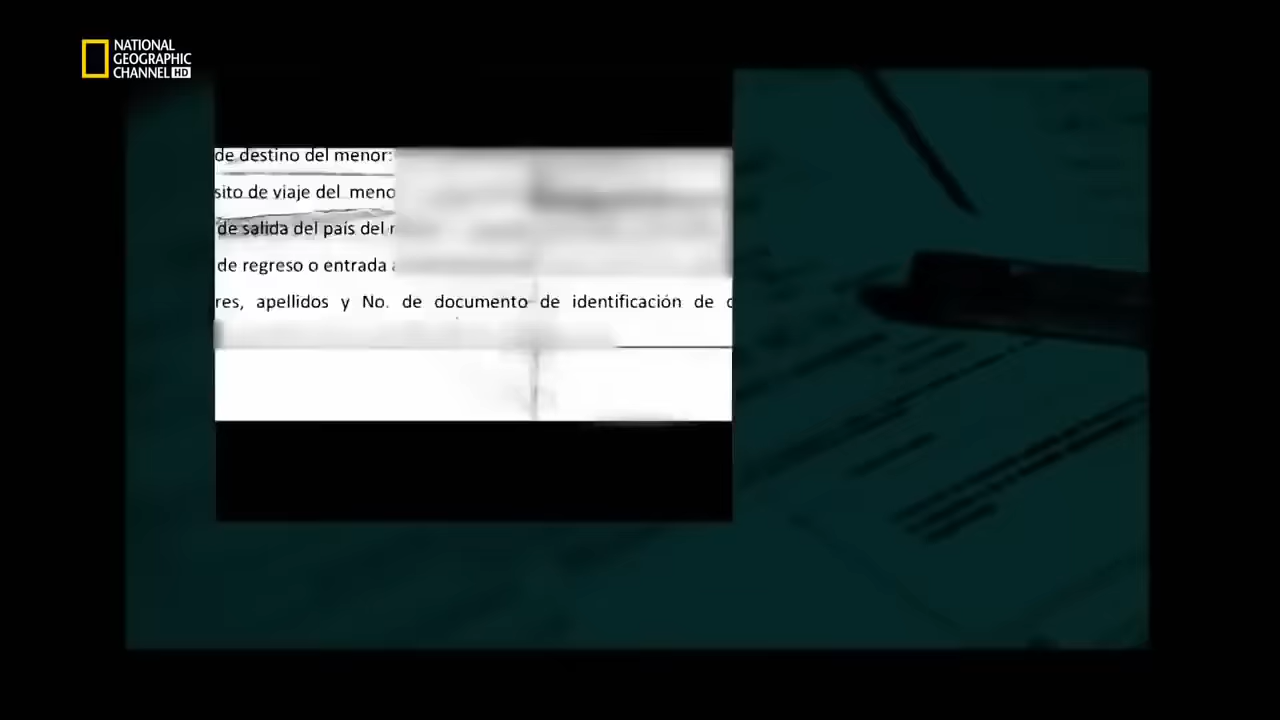 NATIONAL
GEOGRAPHIC
CHANNEL HD
de destino del menor:
sito de viaje del meno
de salida del país del
de regreso o entrada
res, apellidos y No. de documento de identificación de